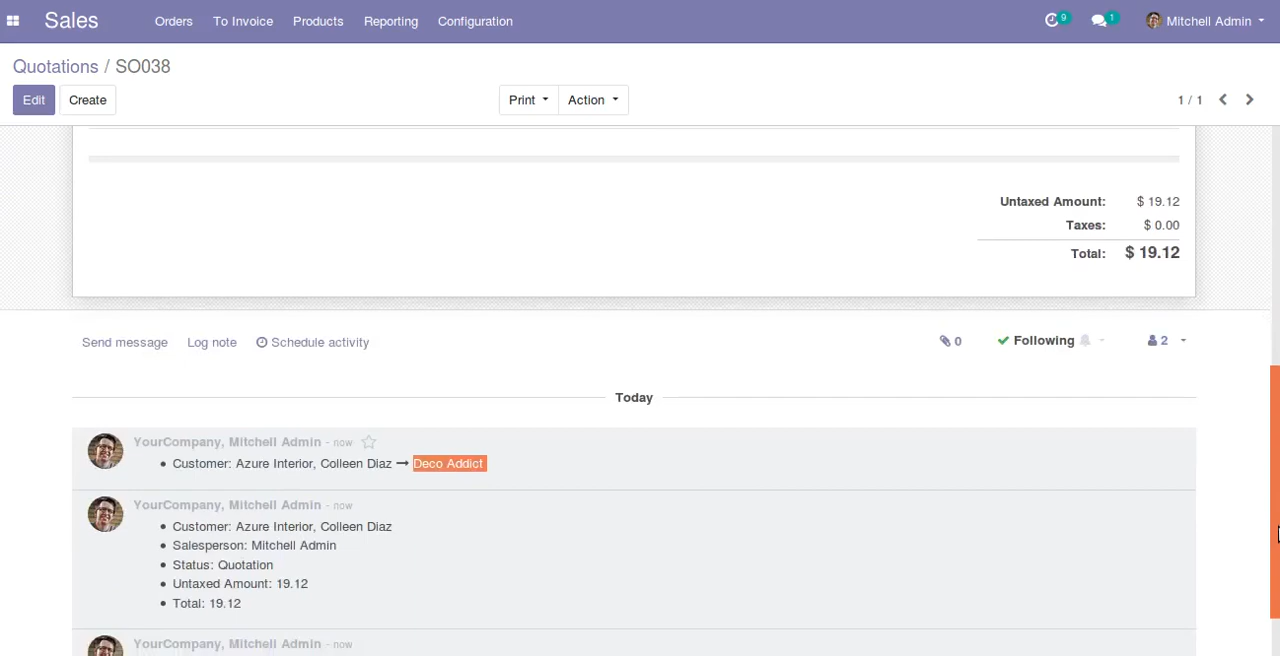 Sales Orders To Invoice Products Reporting Configuration 9 1 Mitchell Admin
Quotations / SO038
Edit Create Print Action 1 / 1
Untaxed Amount: $ 19.12
Taxes: $ 0.00
Total: $ 19.12
Send message Log note Schedule activity 0 Following 2
Today
YourCompany, Mitchell Admin - now
• Customer: Azure Interior, Colleen Diaz → Deco Addict
YourCompany, Mitchell Admin - now
• Customer: Azure Interior, Colleen Diaz
• Salesperson: Mitchell Admin
• Status: Quotation
• Untaxed Amount: 19.12
• Total: 19.12
YourCompany, Mitchell Admin - now